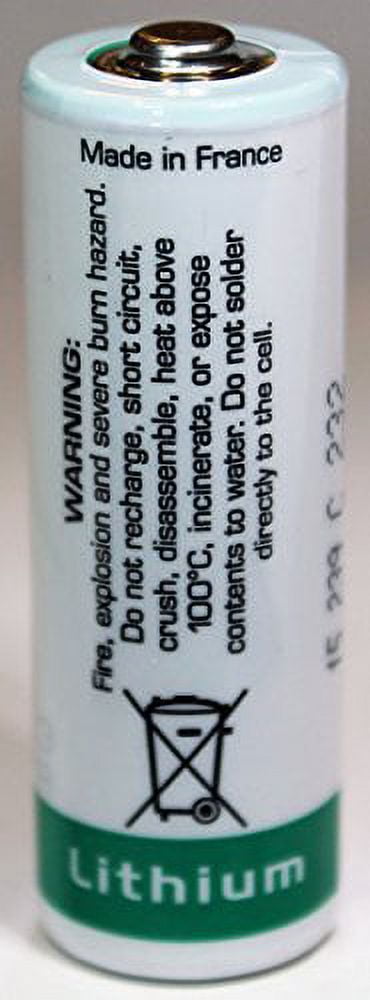 Made in France
WARNING:
Fire, explosion and severe burn hazard.
Do not recharge, short circuit,
crush, disassemble, heat above
100°C, incinerate, or expose
contents to water. Do not solder
directly to the cell.
Lithium